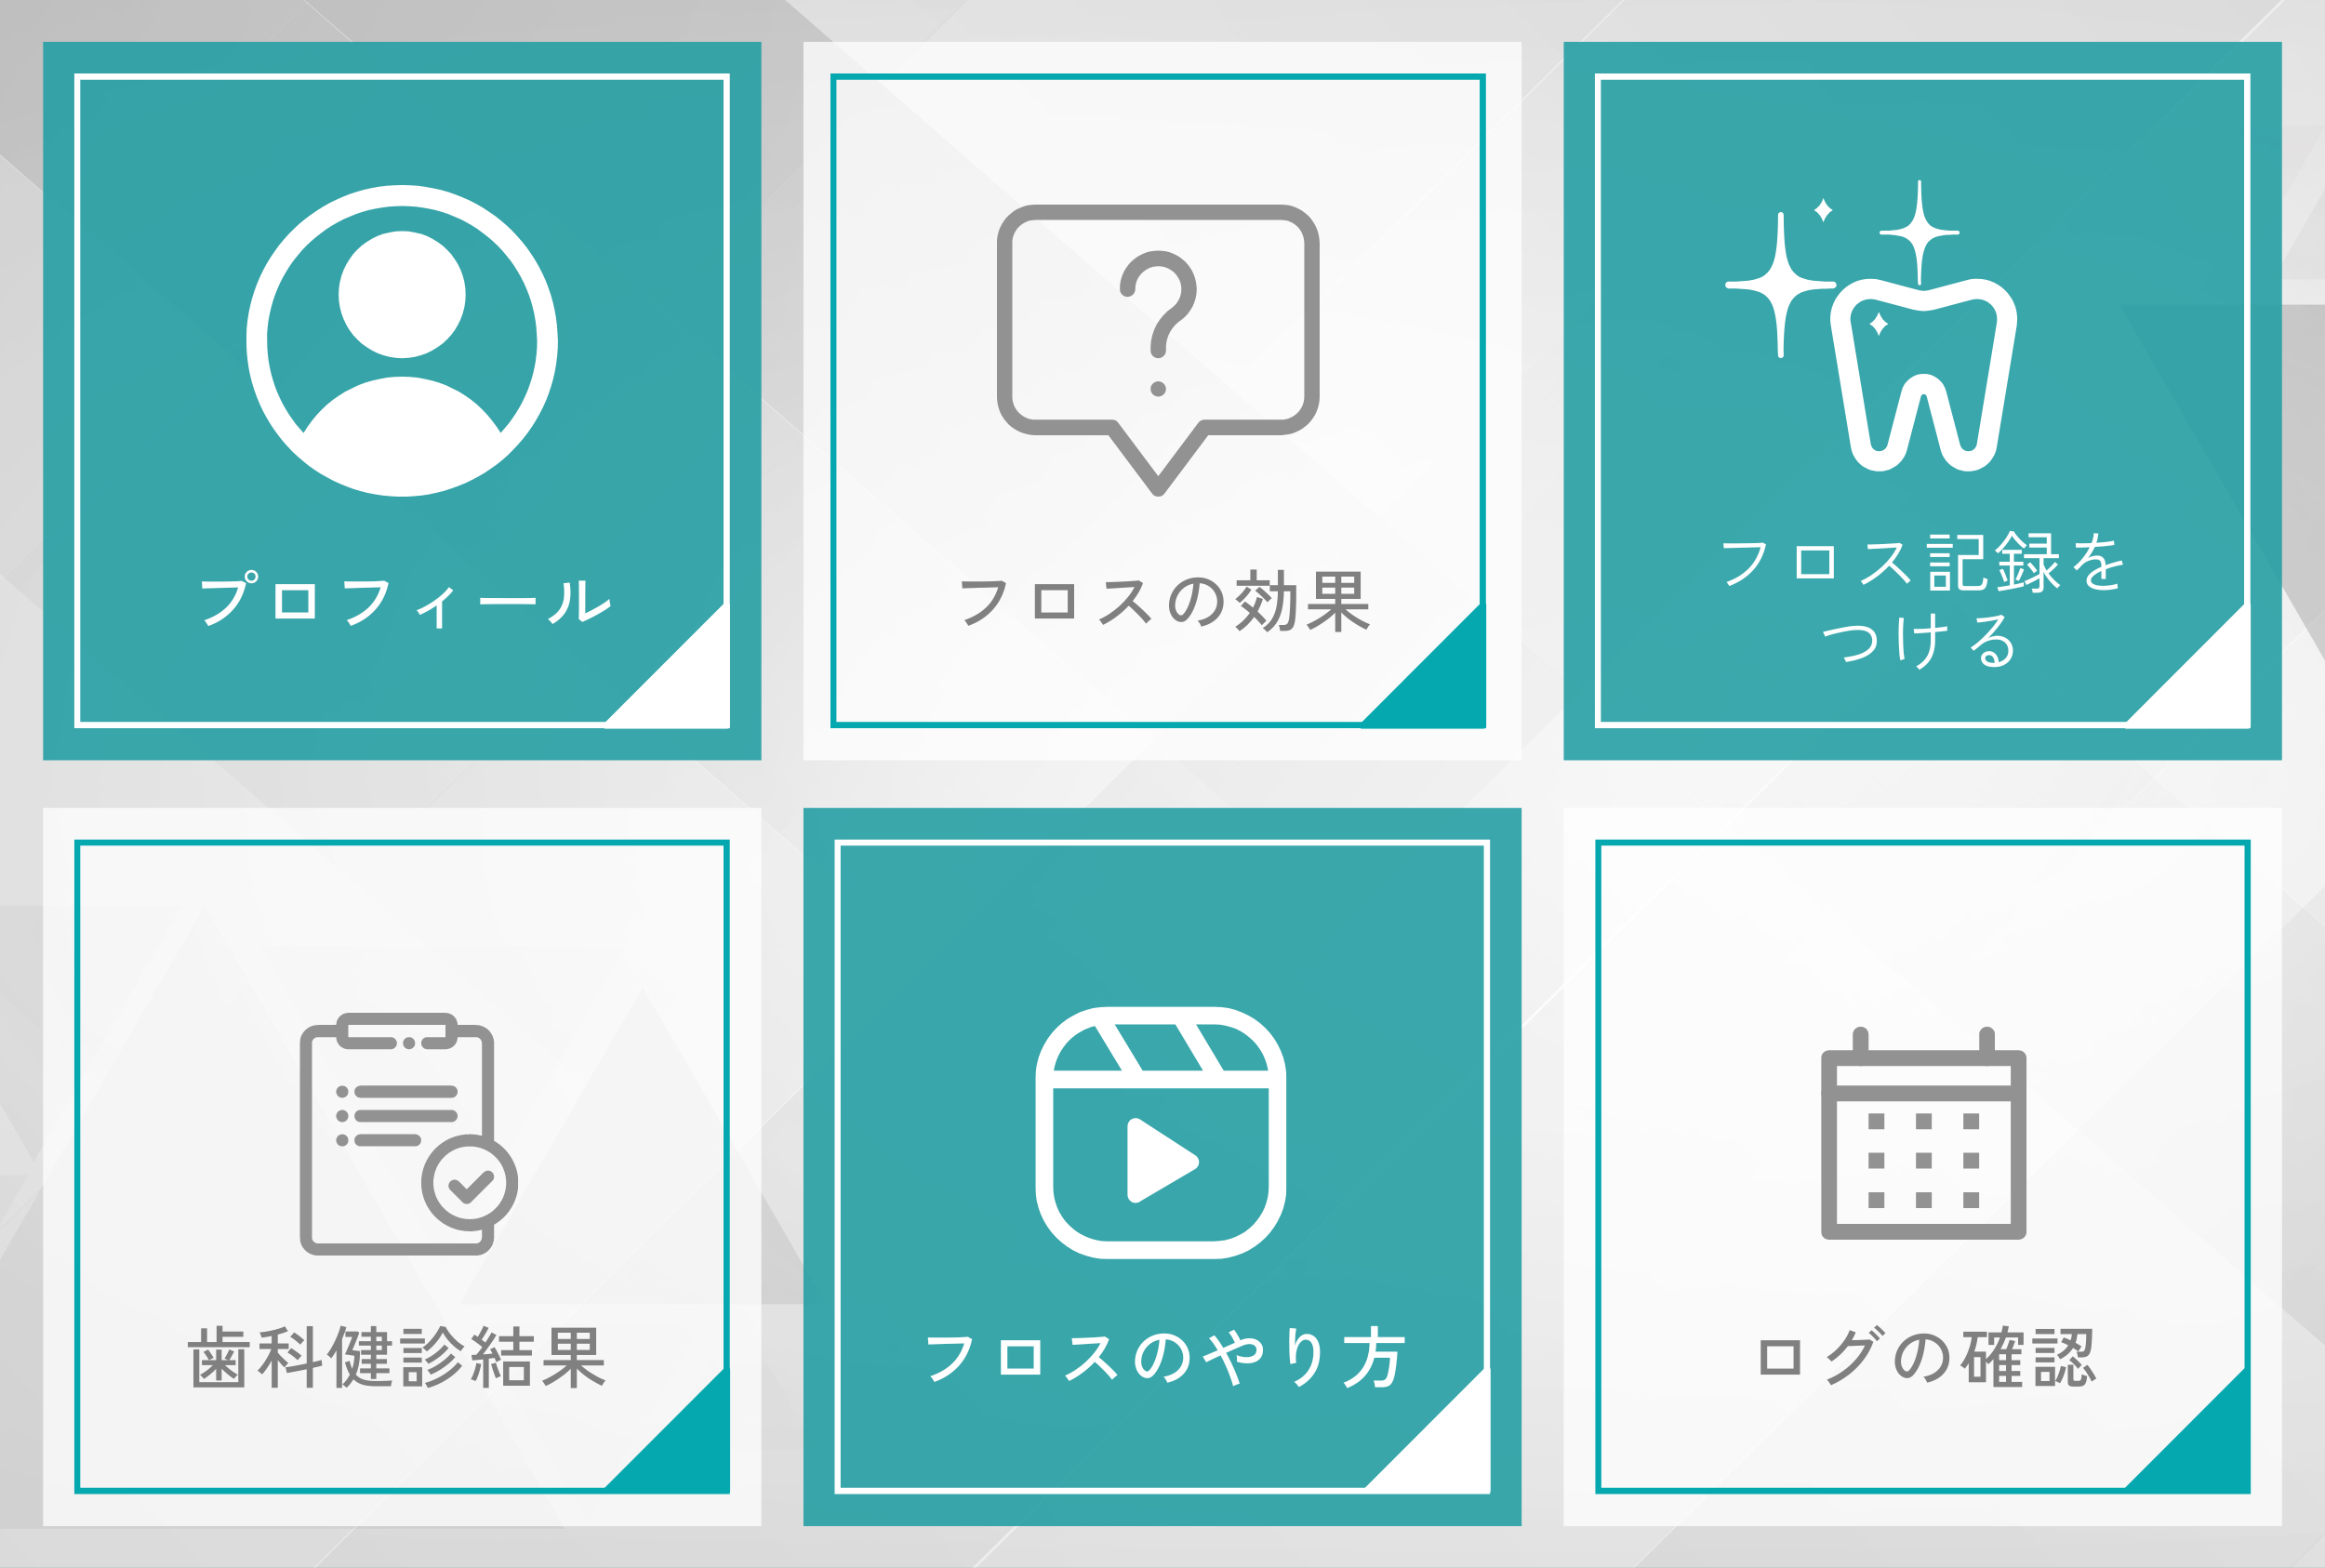 プロフィール
フロスの効果
フロス記録を
つける
歯科健診結果
フロスのやり方
ログの確認